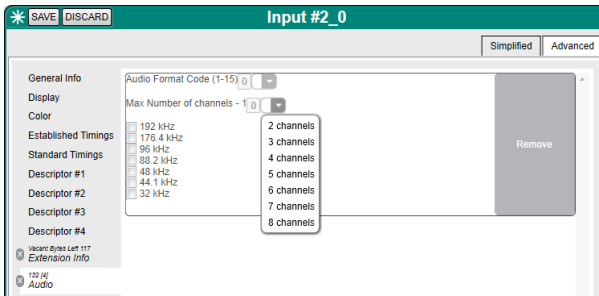 SAVE DISCARD Input #2_0
Simplified Advanced
General Info
Display
Color
Established Timings
Standard Timings
Descriptor #1
Descriptor #2
Descriptor #3
Descriptor #4
Vacant Bytes Left 117
Extension Info
132 [4]
Audio
Audio Format Code (1-15) 0
Max Number of channels - 1 0
192 kHz
176.4 kHz
96 kHz
88.2 kHz
48 kHz
44.1 kHz
32 kHz
2 channels
3 channels
4 channels
5 channels
6 channels
7 channels
8 channels
Remove